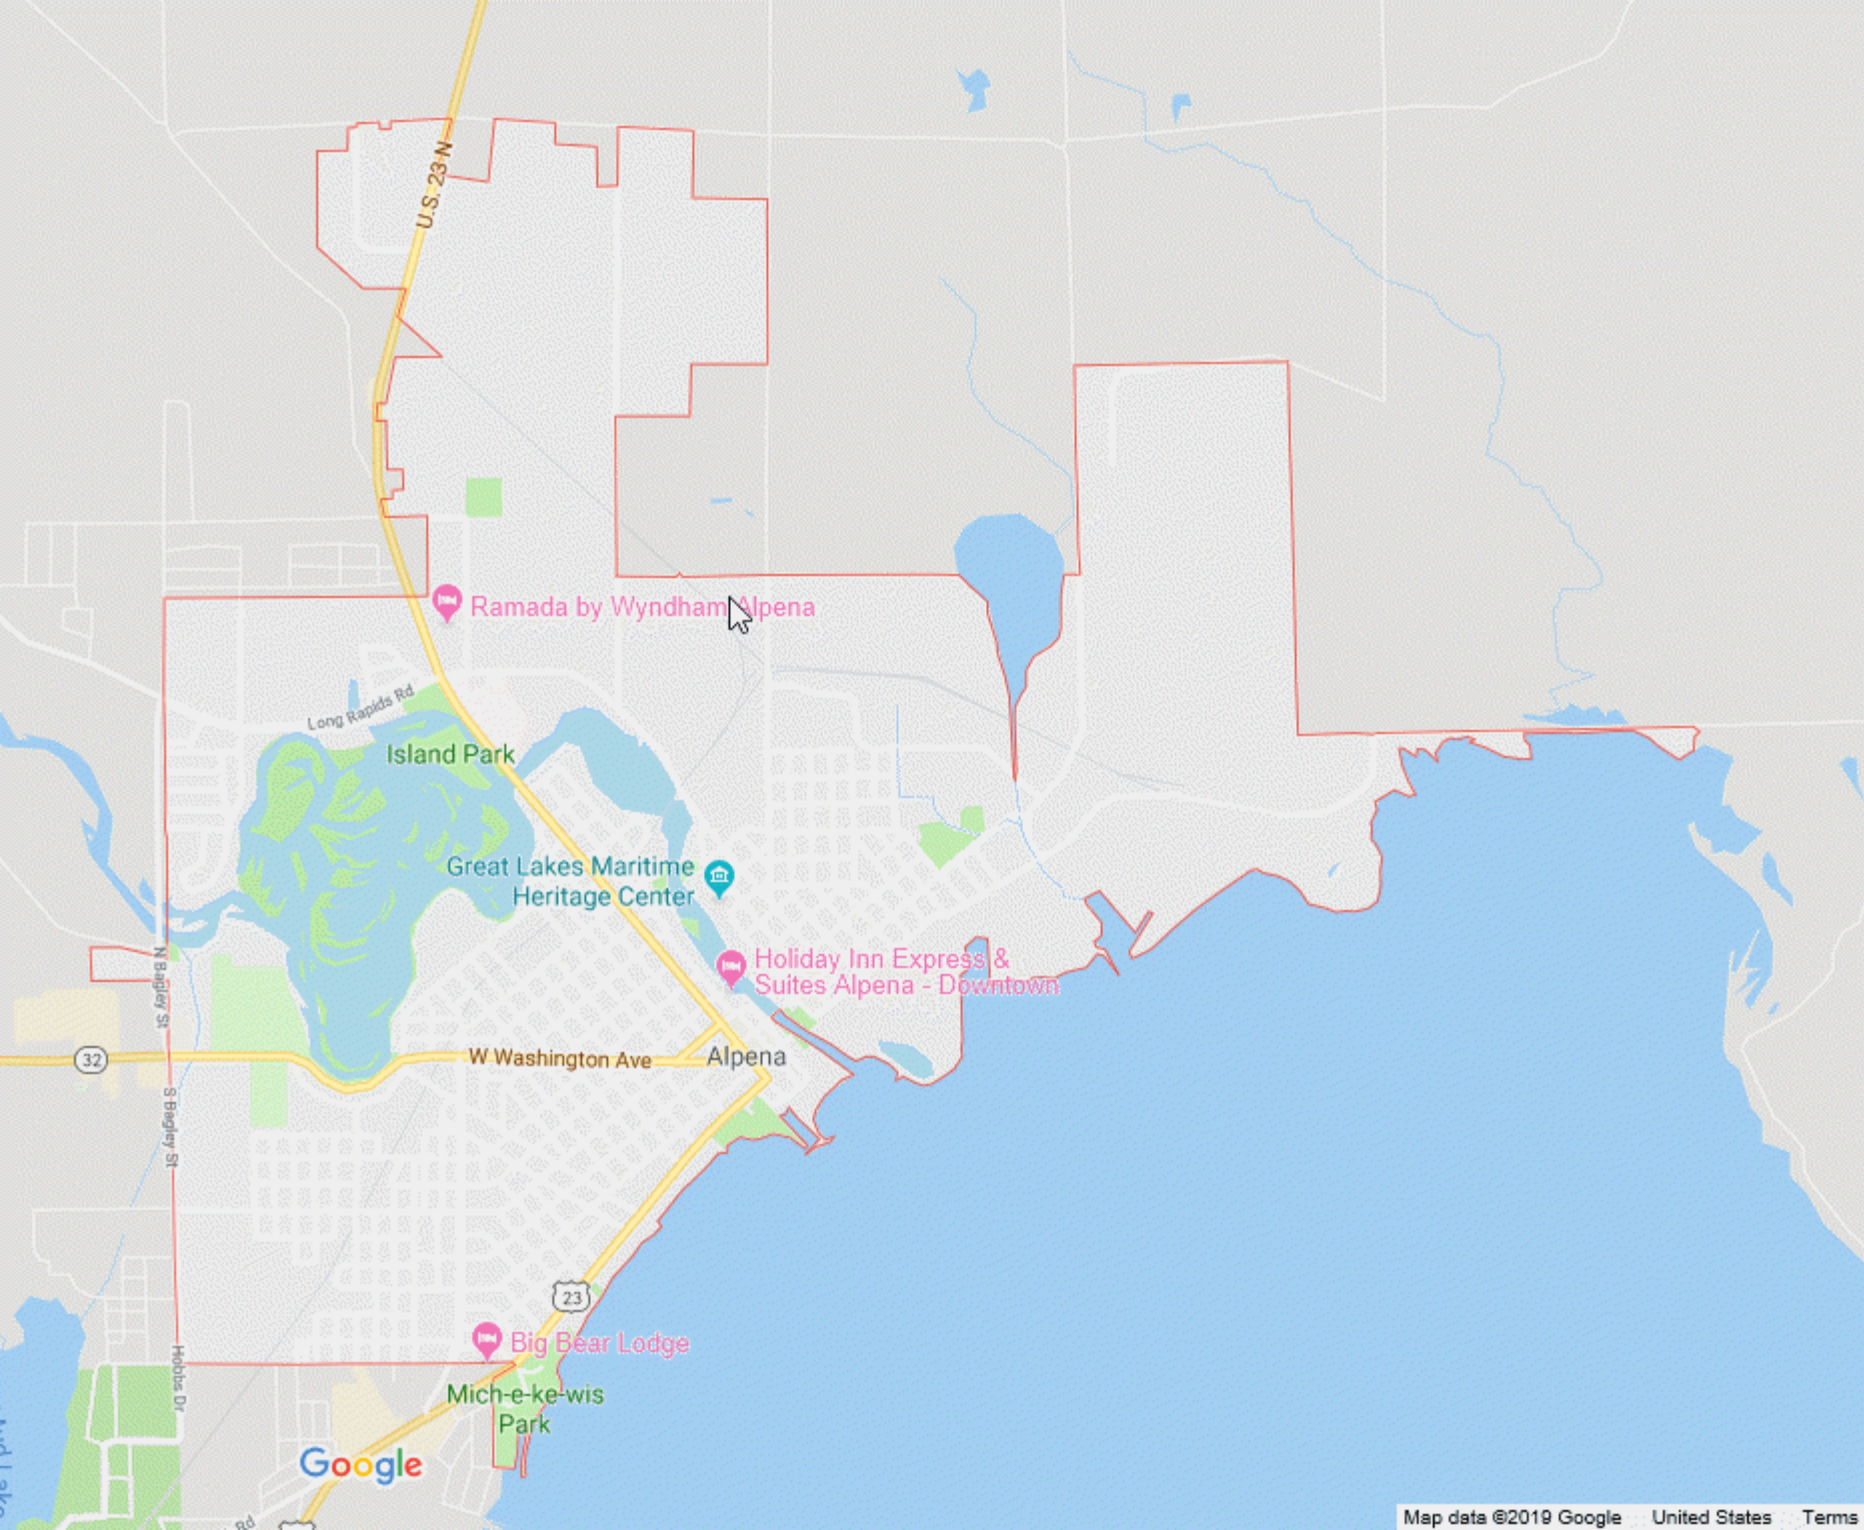 U.S. 23 N
Ramada by Wyndham Alpena
Long Rapids Rd
Island Park
Great Lakes Maritime
Heritage Center
Holiday Inn Express &
Suites Alpena - Downtown
N Bagley St
32
W Washington Ave
Alpena
S Bagley St
23
Big Bear Lodge
Hobbs Dr
Mich-e-ke-wis
Park
Google
Rd
Map data ©2019 Google United States Terms